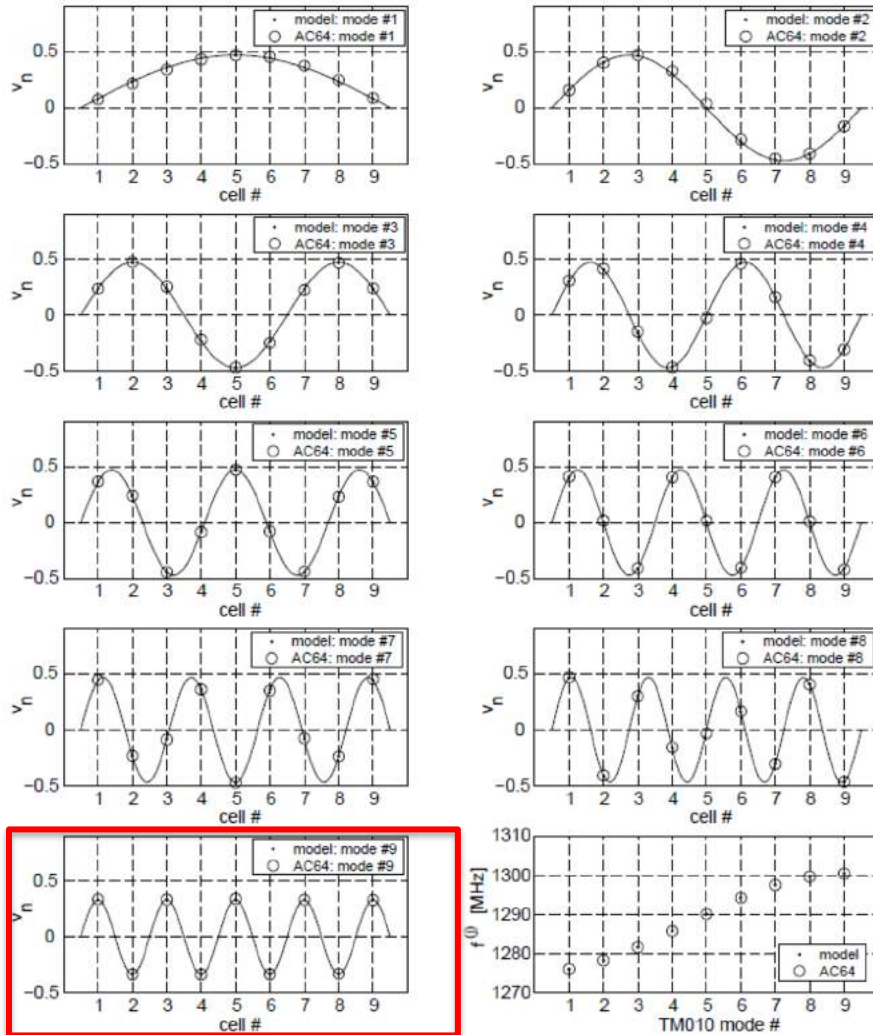 model: mode #1
AC64: mode #1
0.5
0
−0.5
v_n
1 2 3 4 5 6 7 8 9
cell #
model: mode #2
AC64: mode #2
0.5
0
−0.5
v_n
1 2 3 4 5 6 7 8 9
cell #
model: mode #3
AC64: mode #3
0.5
0
−0.5
v_n
1 2 3 4 5 6 7 8 9
cell #
model: mode #4
AC64: mode #4
0.5
0
−0.5
v_n
1 2 3 4 5 6 7 8 9
cell #
model: mode #5
AC64: mode #5
0.5
0
−0.5
v_n
1 2 3 4 5 6 7 8 9
cell #
model: mode #6
AC64: mode #6
0.5
0
−0.5
v_n
1 2 3 4 5 6 7 8 9
cell #
model: mode #7
AC64: mode #7
0.5
0
−0.5
v_n
1 2 3 4 5 6 7 8 9
cell #
model: mode #8
AC64: mode #8
0.5
0
−0.5
v_n
1 2 3 4 5 6 7 8 9
cell #
model: mode #9
AC64: mode #9
0.5
0
−0.5
v_n
1 2 3 4 5 6 7 8 9
cell #
1310
1300
1290
1280
1270
f^(j) [MHz]
model
AC64
1 2 3 4 5 6 7 8 9
TM010 mode #